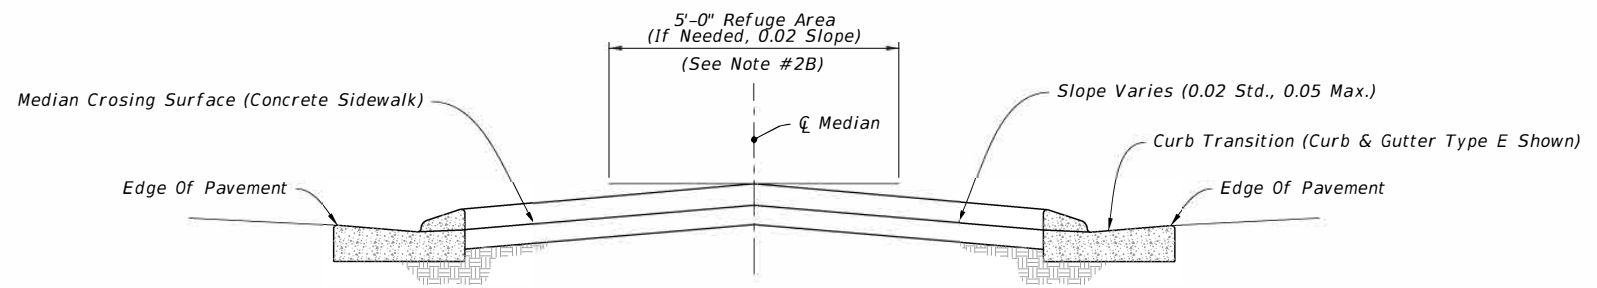 5'-0" Refuge Area
(If Needed, 0.02 Slope)
(See Note #2B)
Median Crosing Surface (Concrete Sidewalk)
Slope Varies (0.02 Std., 0.05 Max.)
℄ Median
Curb Transition (Curb & Gutter Type E Shown)
Edge Of Pavement
Edge Of Pavement